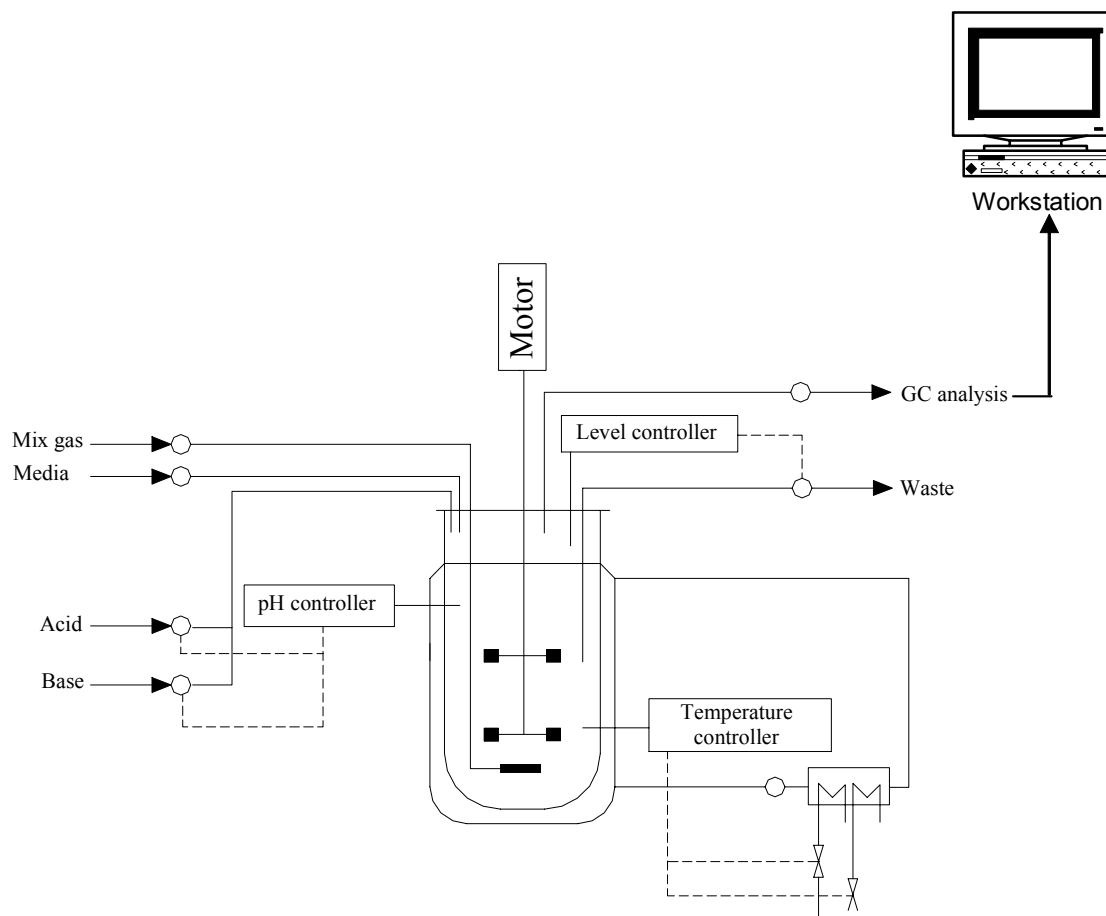 Workstation
Motor
GC analysis
Mix gas
Level controller
Media
Waste
pH controller
Acid
Base
Temperature
controller